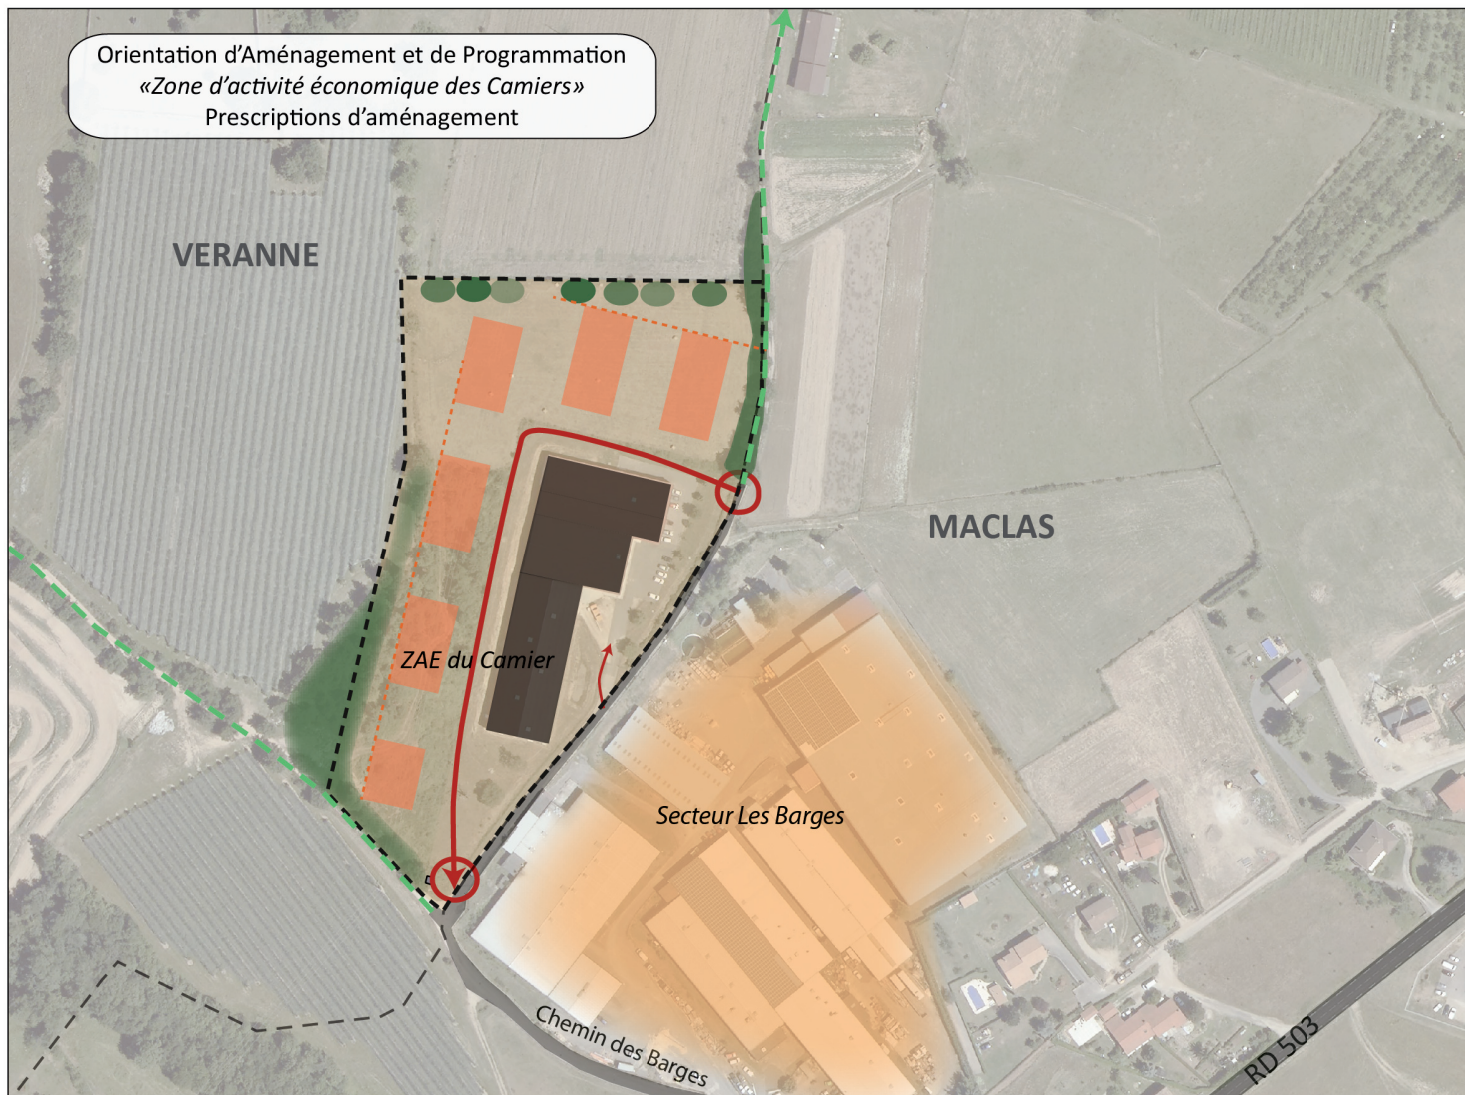 Orientation d'Aménagement et de Programmation
«Zone d'activité économique des Camiers»
Prescriptions d'aménagement
VERANNE
MACLAS
ZAE du Camier
Secteur Les Barges
Chemin des Barges
RD 503